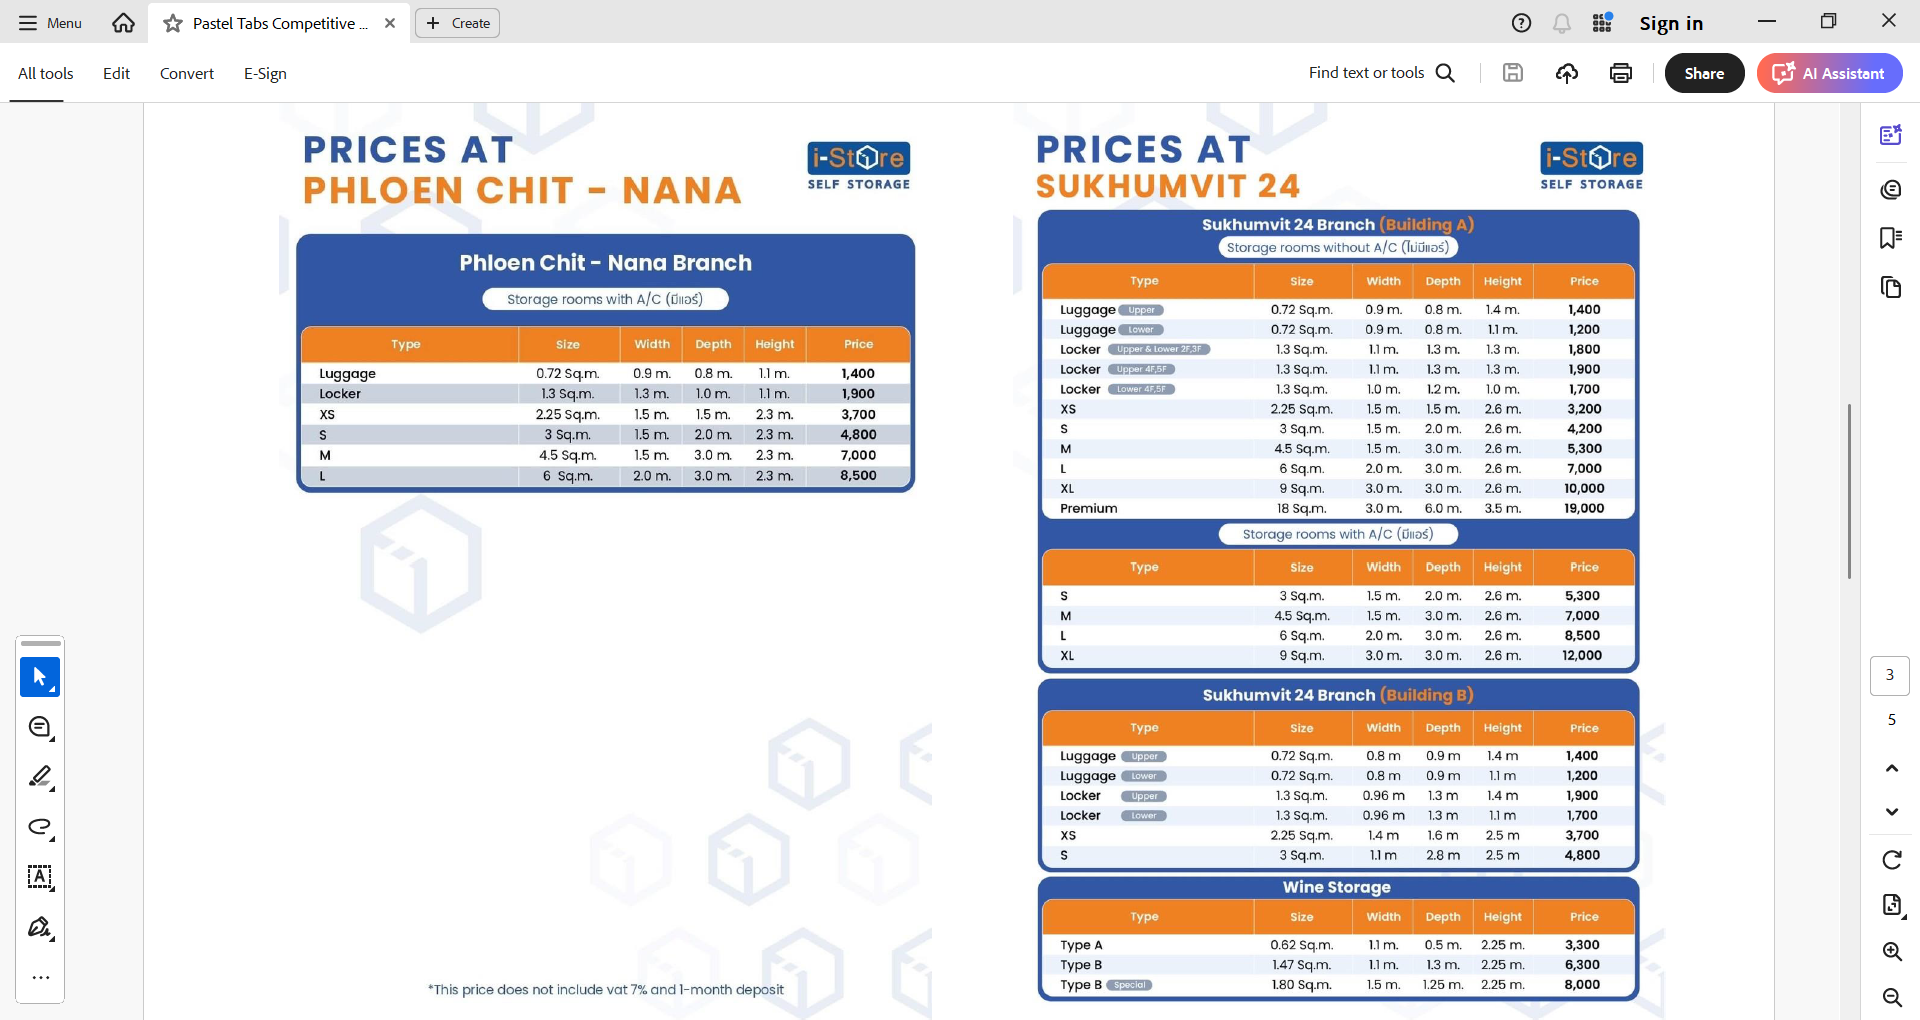 Menu
Pastel Tabs Competitive ...
Create
Sign in
All tools
Edit
Convert
E-Sign
Find text or tools
Share
AI Assistant
PRICES AT
PHLOEN CHIT - NANA
i-Store
SELF STORAGE
Phloen Chit - Nana Branch
Storage rooms with A/C (มีแอร์)
Type Size Width Depth Height Price
Luggage 0.72 Sq.m. 0.9 m. 0.8 m. 1.1 m. 1,400
Locker 1.3 Sq.m. 1.3 m. 1.0 m. 1.1 m. 1,900
XS 2.25 Sq.m. 1.5 m. 1.5 m. 2.3 m. 3,700
S 3 Sq.m. 1.5 m. 2.0 m. 2.3 m. 4,800
M 4.5 Sq.m. 1.5 m. 3.0 m. 2.3 m. 7,000
L 6 Sq.m. 2.0 m. 3.0 m. 2.3 m. 8,500
*This price does not include vat 7% and 1-month deposit
PRICES AT
SUKHUMVIT 24
i-Store
SELF STORAGE
Sukhumvit 24 Branch (Building A)
Storage rooms without A/C (ไม่มีแอร์)
Type Size Width Depth Height Price
Luggage Upper 0.72 Sq.m. 0.9 m. 0.8 m. 1.4 m. 1,400
Luggage Lower 0.72 Sq.m. 0.9 m. 0.8 m. 1.1 m. 1,200
Locker Upper & Lower 2F,3F 1.3 Sq.m. 1.1 m. 1.3 m. 1.3 m. 1,800
Locker Upper 4F,5F 1.3 Sq.m. 1.1 m. 1.3 m. 1.3 m. 1,900
Locker Lower 4F,5F 1.3 Sq.m. 1.0 m. 1.2 m. 1.0 m. 1,700
XS 2.25 Sq.m. 1.5 m. 1.5 m. 2.6 m. 3,200
S 3 Sq.m. 1.5 m. 2.0 m. 2.6 m. 4,200
M 4.5 Sq.m. 1.5 m. 3.0 m. 2.6 m. 5,300
L 6 Sq.m. 2.0 m. 3.0 m. 2.6 m. 7,000
XL 9 Sq.m. 3.0 m. 3.0 m. 2.6 m. 10,000
Premium 18 Sq.m. 3.0 m. 6.0 m. 3.5 m. 19,000
Storage rooms with A/C (มีแอร์)
Type Size Width Depth Height Price
S 3 Sq.m. 1.5 m. 2.0 m. 2.6 m. 5,300
M 4.5 Sq.m. 1.5 m. 3.0 m. 2.6 m. 7,000
L 6 Sq.m. 2.0 m. 3.0 m. 2.6 m. 8,500
XL 9 Sq.m. 3.0 m. 3.0 m. 2.6 m. 12,000
Sukhumvit 24 Branch (Building B)
Type Size Width Depth Height Price
Luggage Upper 0.72 Sq.m. 0.8 m 0.9 m 1.4 m 1,400
Luggage Lower 0.72 Sq.m. 0.8 m 0.9 m 1.1 m 1,200
Locker Upper 1.3 Sq.m. 0.96 m 1.3 m 1.4 m 1,900
Locker Lower 1.3 Sq.m. 0.96 m 1.3 m 1.1 m 1,700
XS 2.25 Sq.m. 1.4 m 1.6 m 2.5 m 3,700
S 3 Sq.m. 1.1 m 2.8 m 2.5 m 4,800
Wine Storage
Type Size Width Depth Height Price
Type A 0.62 Sq.m. 1.1 m. 0.5 m. 2.25 m. 3,300
Type B 1.47 Sq.m. 1.1 m. 1.3 m. 2.25 m. 6,300
Type B Special 1.80 Sq.m. 1.5 m. 1.25 m. 2.25 m. 8,000
3
5